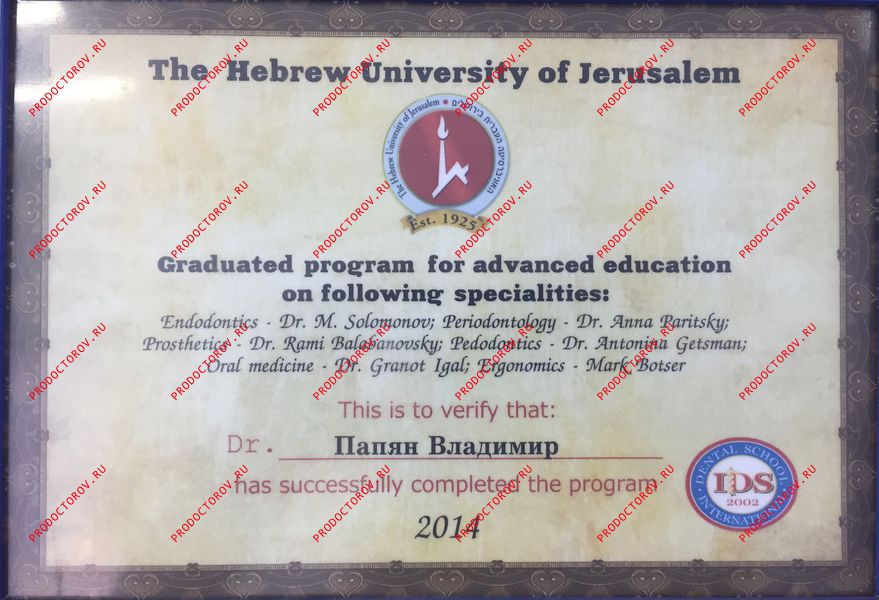 The Hebrew University of Jerusalem
The Hebrew University of Jerusalem • האוניברסיטה העברית בירושלים
Est. 1925
Graduated program for advanced education
on following specialities:
Endodontics - Dr. M. Solomonov; Periodontology - Dr. Anna Paritsky;
Prosthetics - Dr. Rami Balabanovsky; Pedodontics - Dr. Antonina Getsman;
Oral medicine - Dr. Granot Igal; Ergonomics - Mark Botser
This is to verify that:
Dr. Папян Владимир
has successfully completed the program
2014
DENTAL SCHOOL
IDS
2002
INTERNATIONAL
PRODOCTOROV.RU